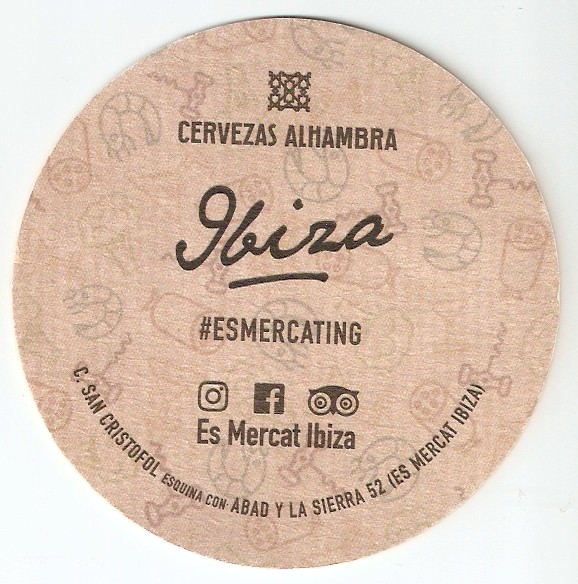 CERVEZAS ALHAMBRA
Ibiza
#ESMERCATING
Es Mercat Ibiza
C. SAN CRISTOFOL ESQUINA CON ABAD Y LA SIERRA 52 (ES MERCAT IBIZA)